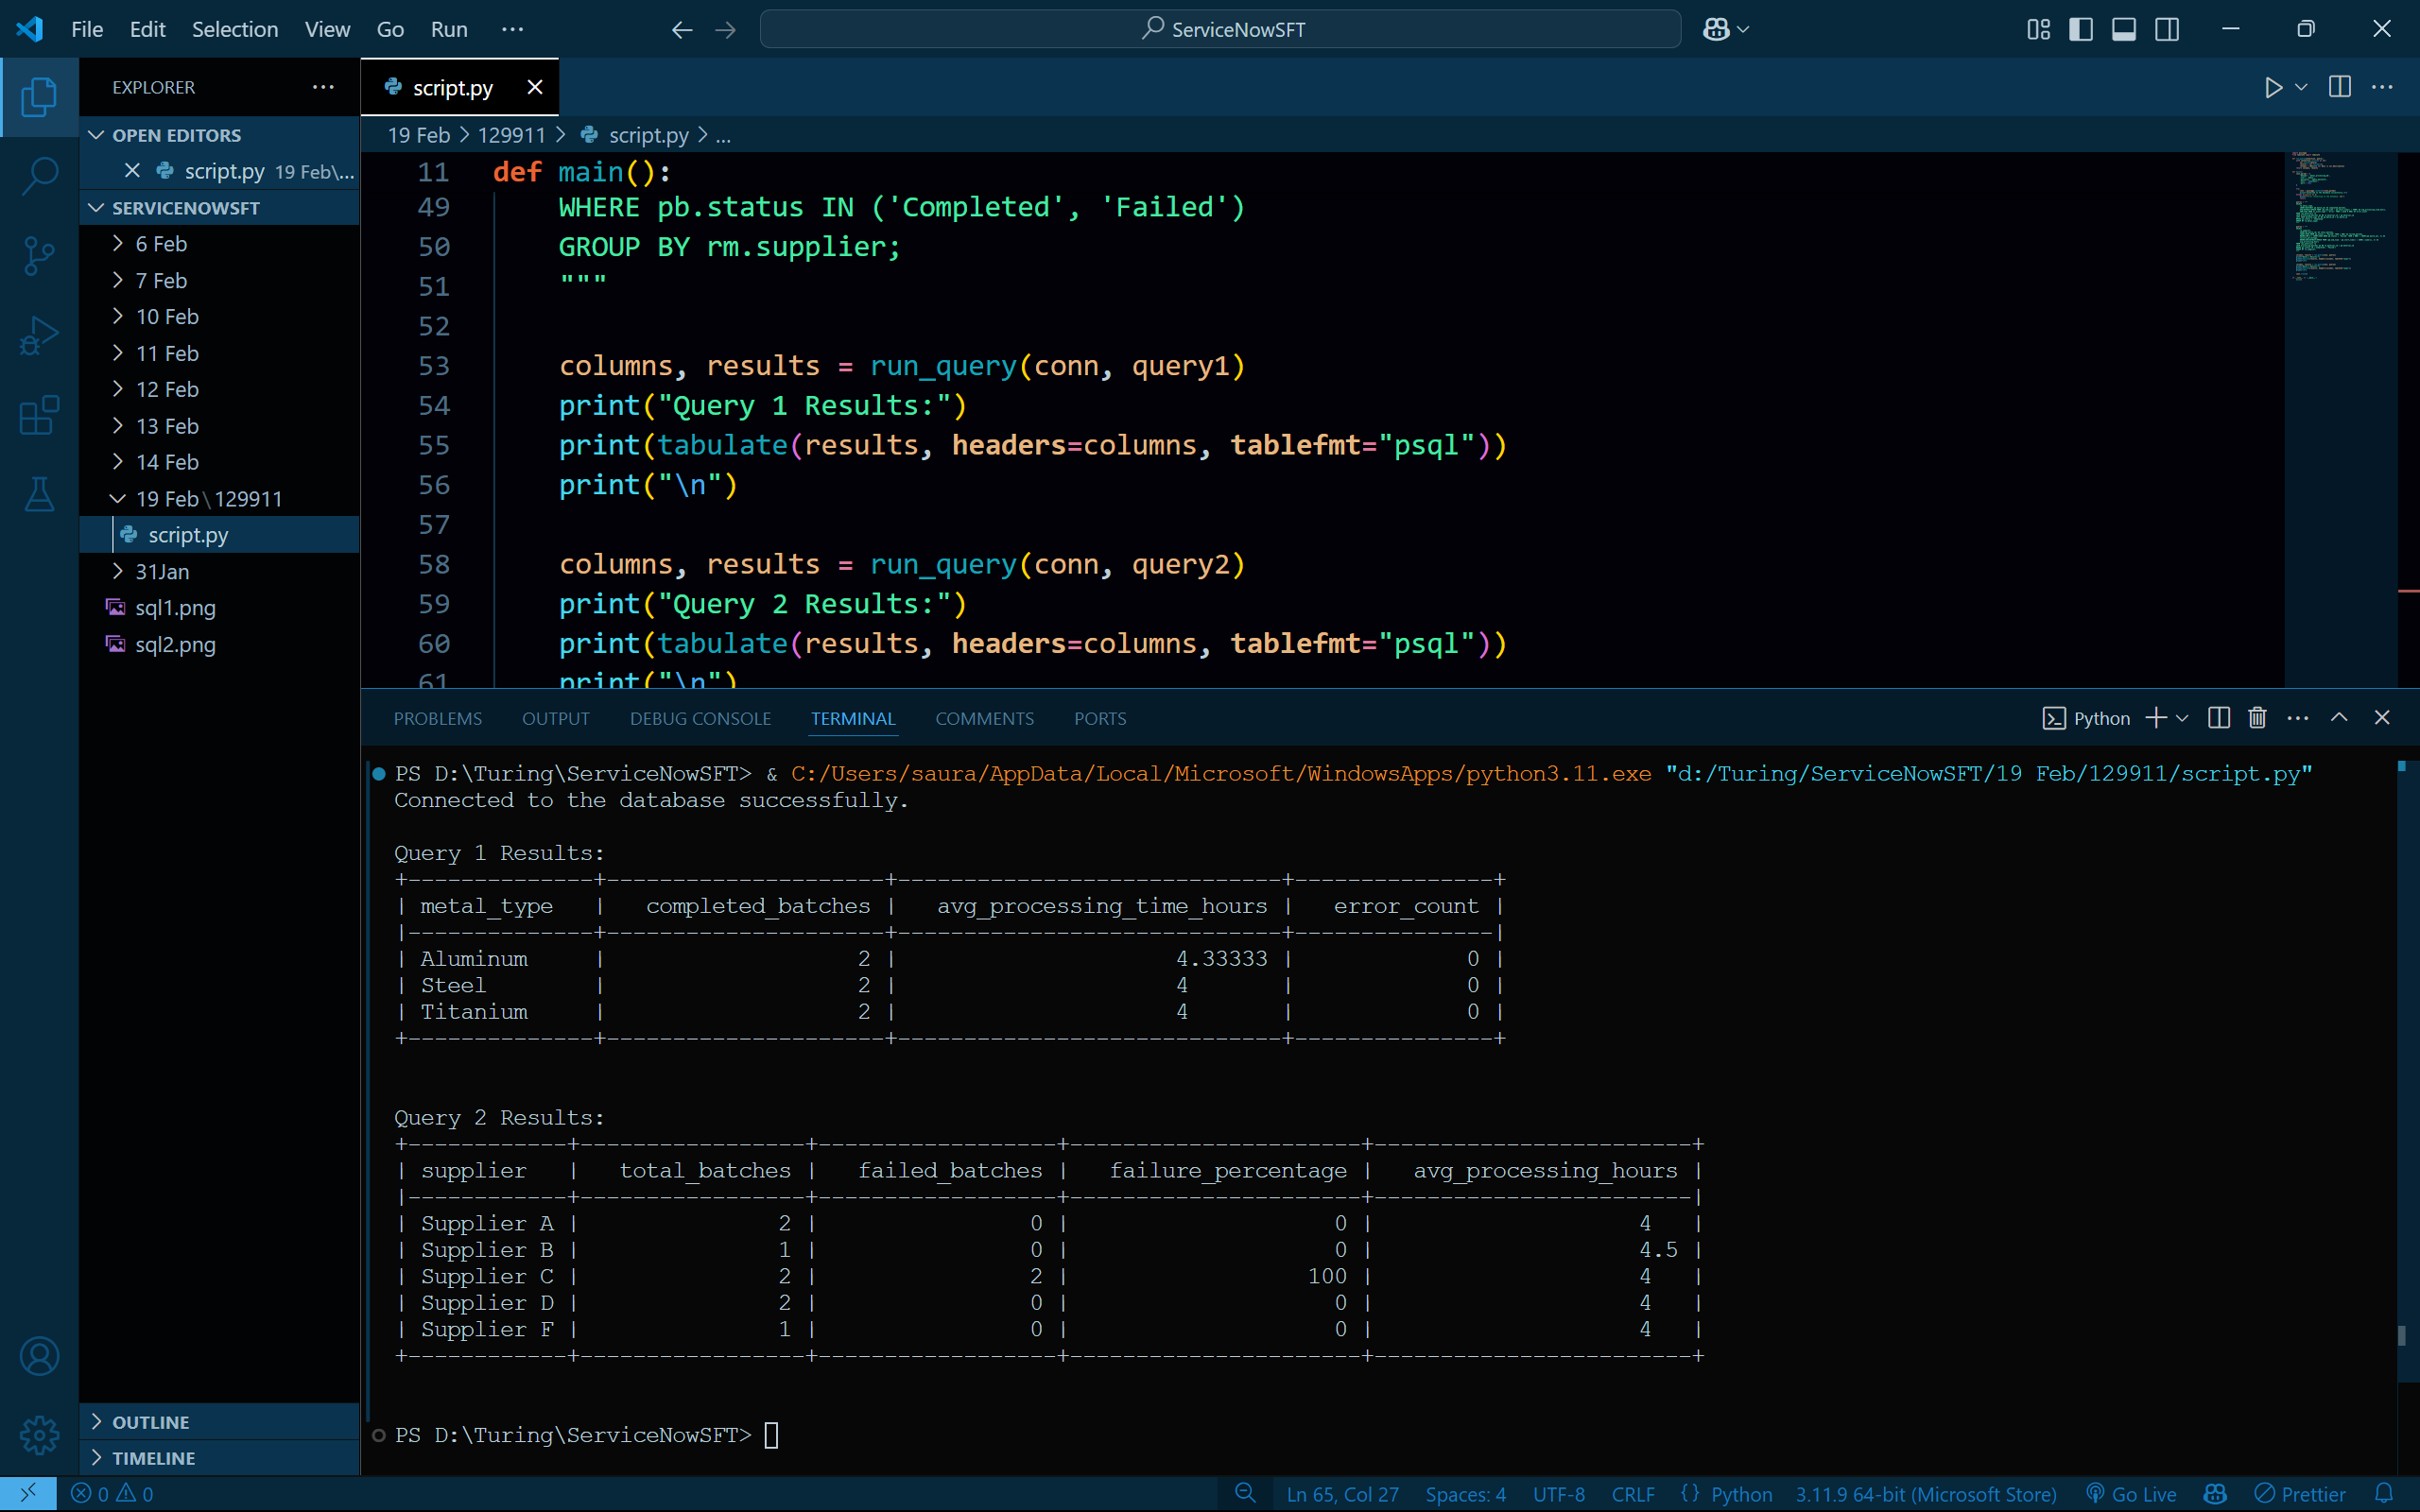 File Edit Selection View Go Run ···
ServiceNowSFT
EXPLORER
OPEN EDITORS
script.py 19 Feb\...
SERVICENOWSFT
6 Feb
7 Feb
10 Feb
11 Feb
12 Feb
13 Feb
14 Feb
19 Feb\129911
script.py
31Jan
sql1.png
sql2.png
OUTLINE
TIMELINE
script.py
19 Feb > 129911 > script.py > ...
11 def main():
49 WHERE pb.status IN ('Completed', 'Failed')
50 GROUP BY rm.supplier;
51 """
52
53 columns, results = run_query(conn, query1)
54 print("Query 1 Results:")
55 print(tabulate(results, headers=columns, tablefmt="psql"))
56 print("\n")
57
58 columns, results = run_query(conn, query2)
59 print("Query 2 Results:")
60 print(tabulate(results, headers=columns, tablefmt="psql"))
61 print("\n")
PROBLEMS OUTPUT DEBUG CONSOLE TERMINAL COMMENTS PORTS
Python
PS D:\Turing\ServiceNowSFT> & C:/Users/saura/AppData/Local/Microsoft/WindowsApps/python3.11.exe "d:/Turing/ServiceNowSFT/19 Feb/129911/script.py"
Connected to the database successfully.
Query 1 Results:
+--------------+---------------------+-----------------------------+---------------+
| metal_type   |   completed_batches |   avg_processing_time_hours |   error_count |
|--------------+---------------------+-----------------------------+---------------|
| Aluminum     |                   2 |                     4.33333 |             0 |
| Steel        |                   2 |                     4       |             0 |
| Titanium     |                   2 |                     4       |             0 |
+--------------+---------------------+-----------------------------+---------------+
Query 2 Results:
+------------+-----------------+------------------+----------------------+------------------------+
| supplier   |   total_batches |   failed_batches |   failure_percentage |   avg_processing_hours |
|------------+-----------------+------------------+----------------------+------------------------|
| Supplier A |               2 |                0 |                    0 |                    4   |
| Supplier B |               1 |                0 |                    0 |                    4.5 |
| Supplier C |               2 |                2 |                  100 |                    4   |
| Supplier D |               2 |                0 |                    0 |                    4   |
| Supplier F |               1 |                0 |                    0 |                    4   |
+------------+-----------------+------------------+----------------------+------------------------+
PS D:\Turing\ServiceNowSFT>
0 0
Ln 65, Col 27 Spaces: 4 UTF-8 CRLF {} Python 3.11.9 64-bit (Microsoft Store) Go Live Prettier